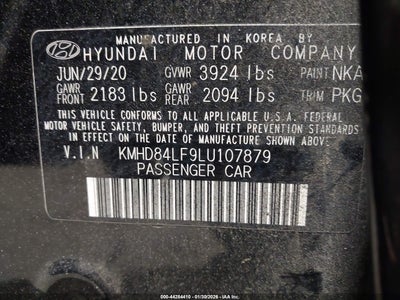 MANUFACTURED IN KOREA BY
HYUNDAI MOTOR COMPANY
JUN/29/20 GVWR 3924 lbs PAINT NKA
GAWR FRONT 2183 lbs GAWR REAR 2094 lbs TRIM PKG
THIS VEHICLE CONFORMS TO ALL APPLICABLE U.S.A. FEDERAL
MOTOR VEHICLE SAFETY, BUMPER, AND THEFT PREVENTION STANDARDS
IN EFFECT ON THE DATE OF MANUFACTURE SHOWN ABOVE.
V.I.N KMHD84LF9LU107879
PASSENGER CAR
000-44284410 - 01/30/2026 - IAA Inc.